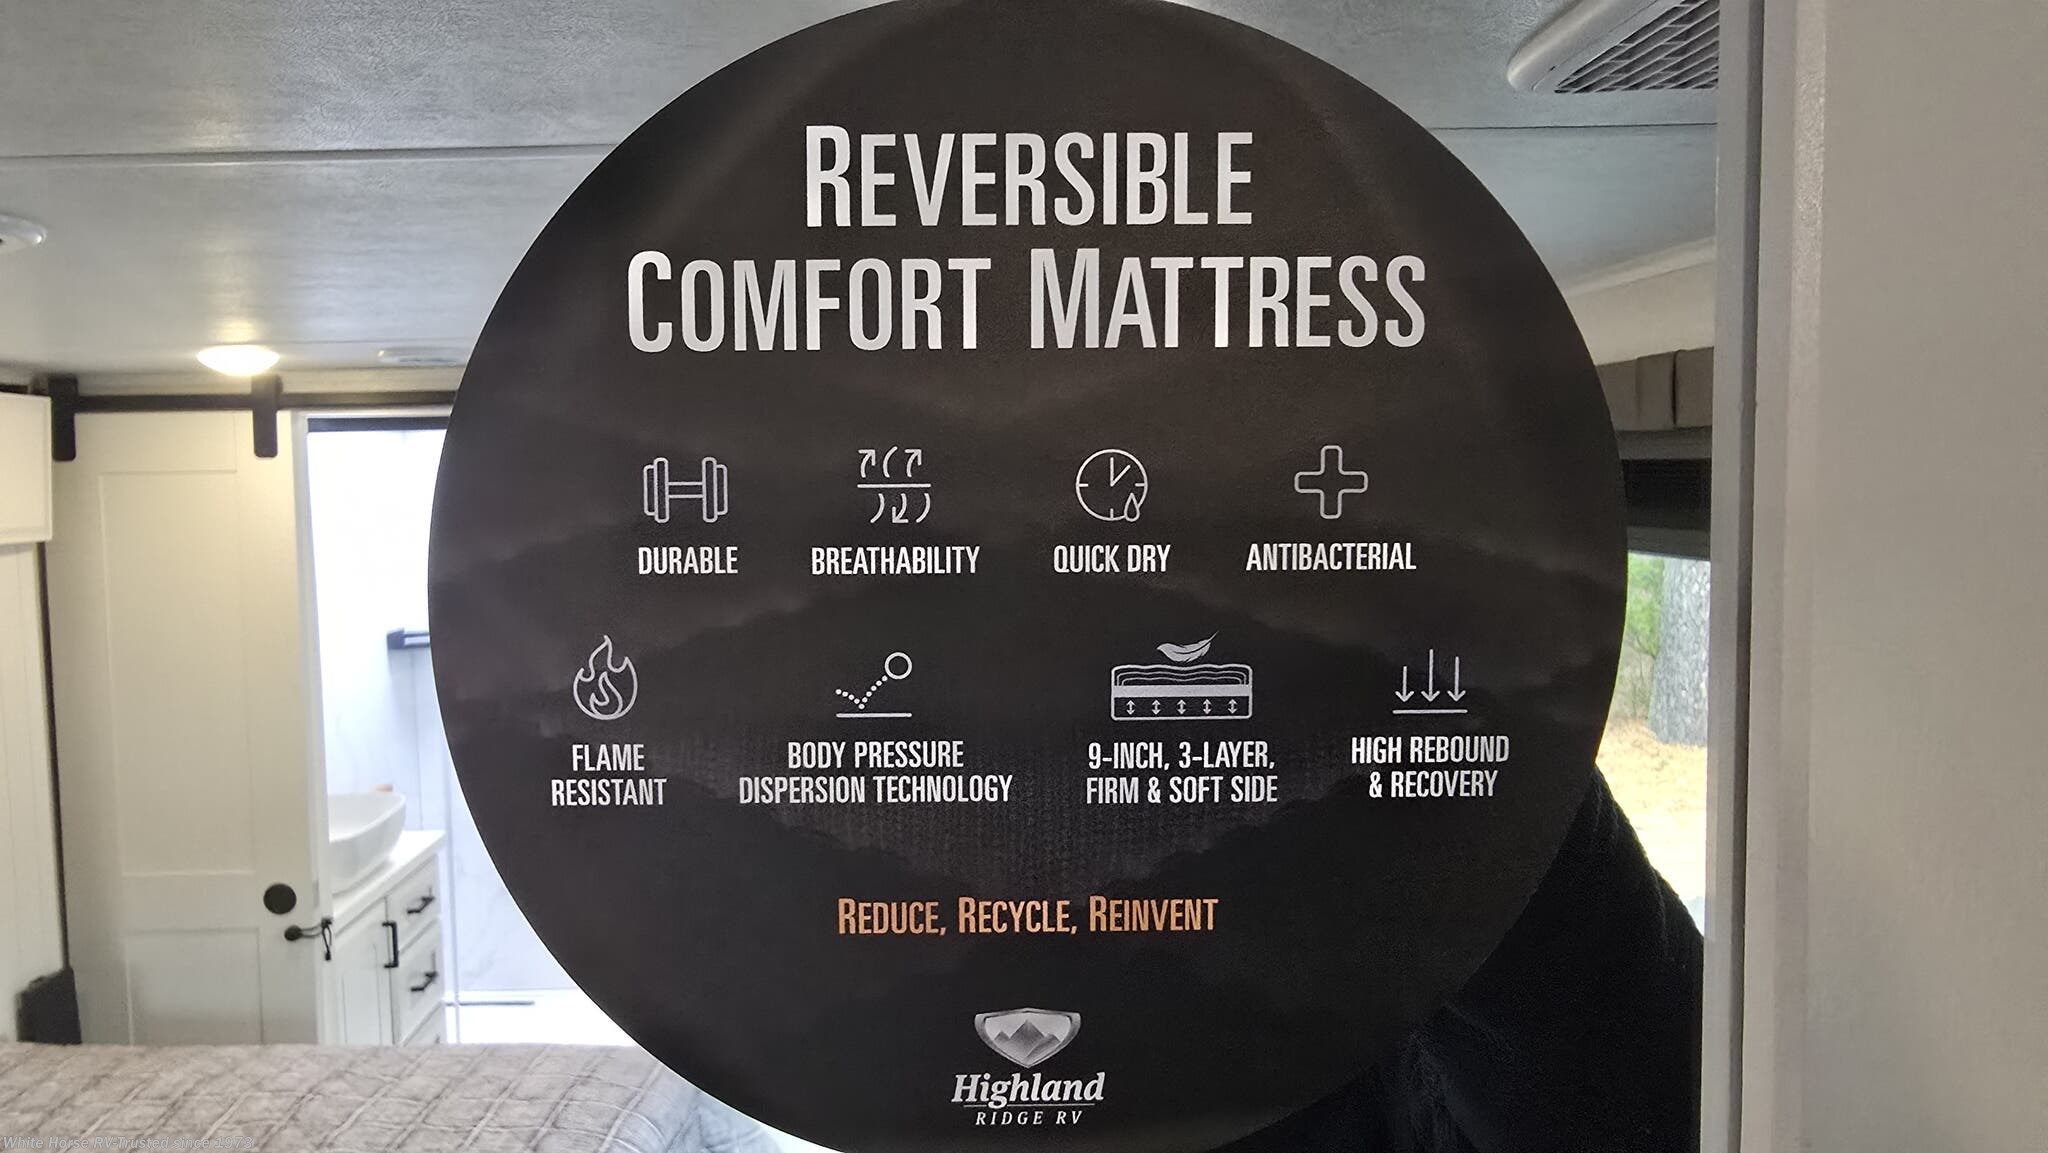 REVERSIBLE
COMFORT MATTRESS
DURABLE
BREATHABILITY
QUICK DRY
ANTIBACTERIAL
FLAME
RESISTANT
BODY PRESSURE
DISPERSION TECHNOLOGY
9-INCH, 3-LAYER,
FIRM & SOFT SIDE
HIGH REBOUND
& RECOVERY
REDUCE, RECYCLE, REINVENT
Highland
RIDGE RV
White Horse RV-Trusted since 1973!